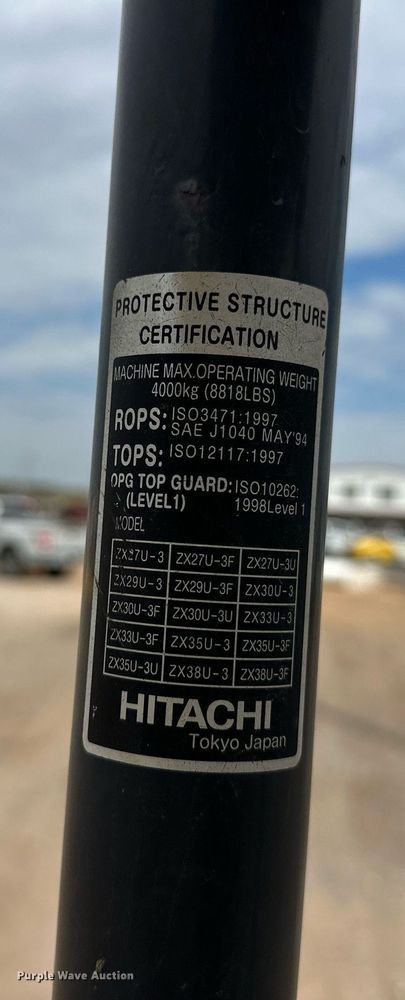 PROTECTIVE STRUCTURE
CERTIFICATION
MACHINE MAX.OPERATING WEIGHT
4000kg (8818LBS)
ROPS: ISO3471:1997
SAE J1040 MAY'94
TOPS: ISO12117:1997
OPG TOP GUARD: ISO10262:
(LEVEL1) 1998Level 1
MODEL
ZX27U-3 ZX27U-3F ZX27U-3U
ZX29U-3 ZX29U-3F ZX30U-3
ZX30U-3F ZX30U-3U ZX33U-3
ZX33U-3F ZX35U-3 ZX35U-3F
ZX35U-3U ZX38U-3 ZX38U-3F
HITACHI
Tokyo Japan
Purple Wave Auction